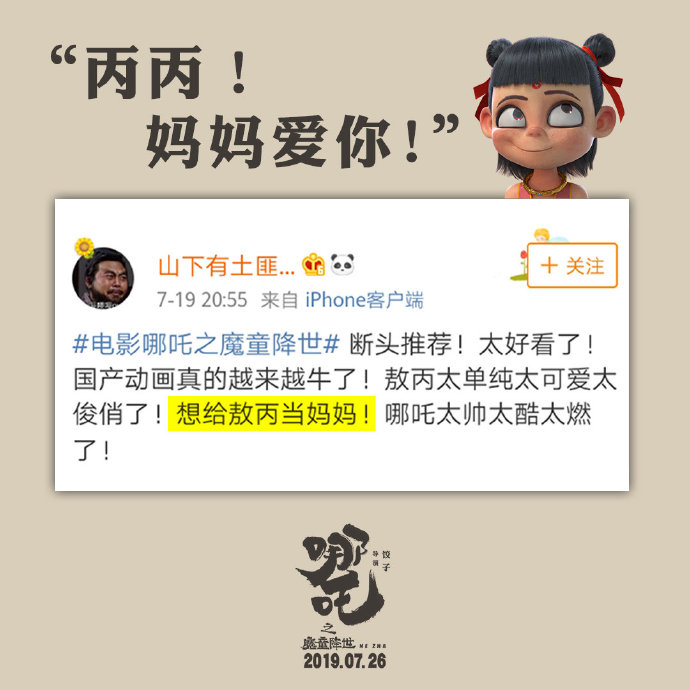 “丙丙！
妈妈爱你！”
山下有土匪...
+ 关注
7-19 20:55 来自 iPhone客户端
#电影哪吒之魔童降世# 断头推荐！太好看了！
国产动画真的越来越牛了！敖丙太单纯太可爱太
俊俏了！想给敖丙当妈妈！哪吒太帅太酷太燃
了！
哪吒
导演
饺子
之
魔童降世 NE ZHA
2019.07.26